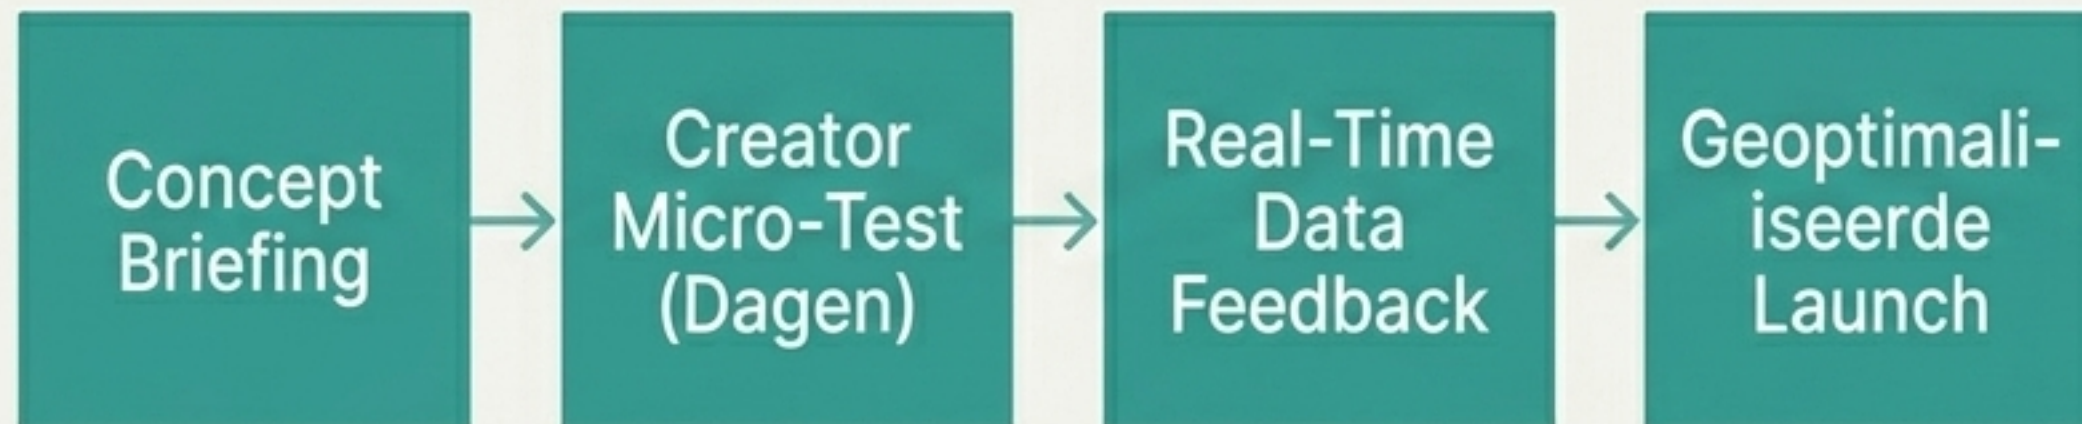 Concept
Briefing
Creator
Micro-Test
(Dagen)
Real-Time
Data
Feedback
Geoptimali-
iseerde
Launch